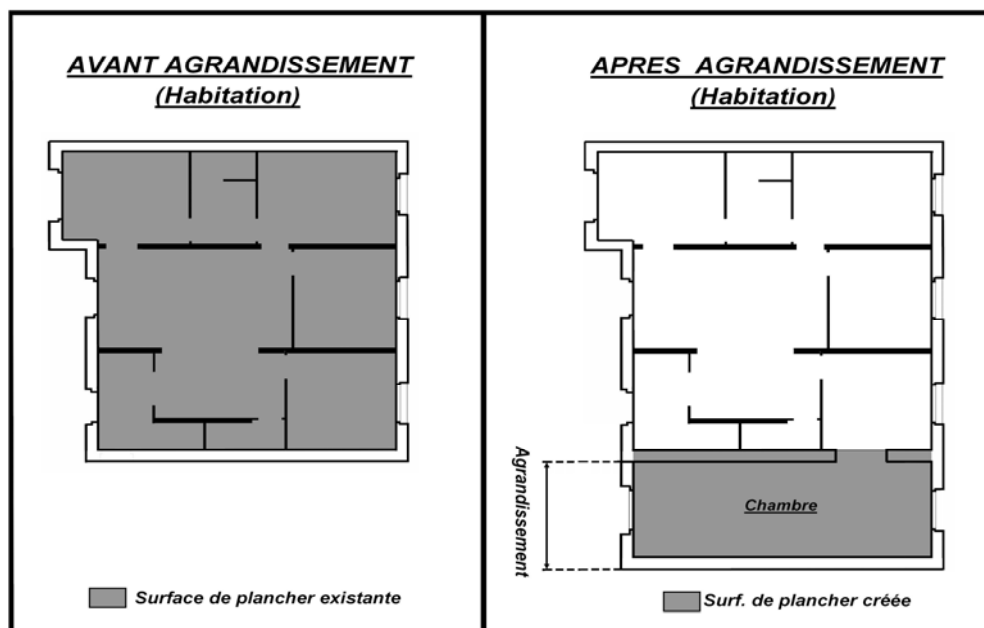 AVANT AGRANDISSEMENT
(Habitation)
Surface de plancher existante
APRES AGRANDISSEMENT
(Habitation)
Agrandissement
Chambre
Surf. de plancher créée